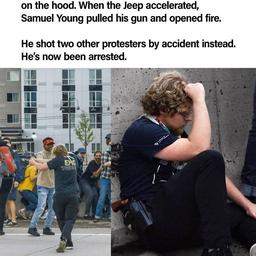 on the hood. When the Jeep accelerated,
Samuel Young pulled his gun and opened fire.
He shot two other protesters by accident instead.
He's now been arrested.